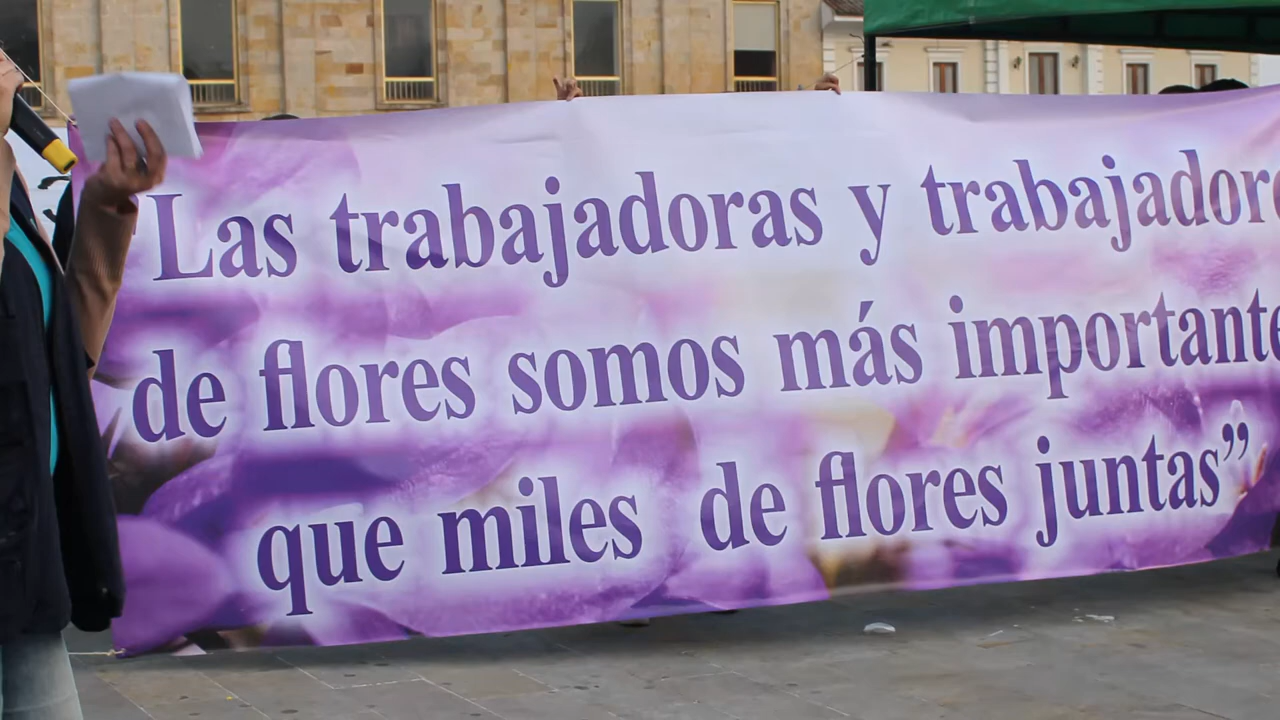 “Las trabajadoras y trabajadore
de flores somos más importante
que miles de flores juntas”